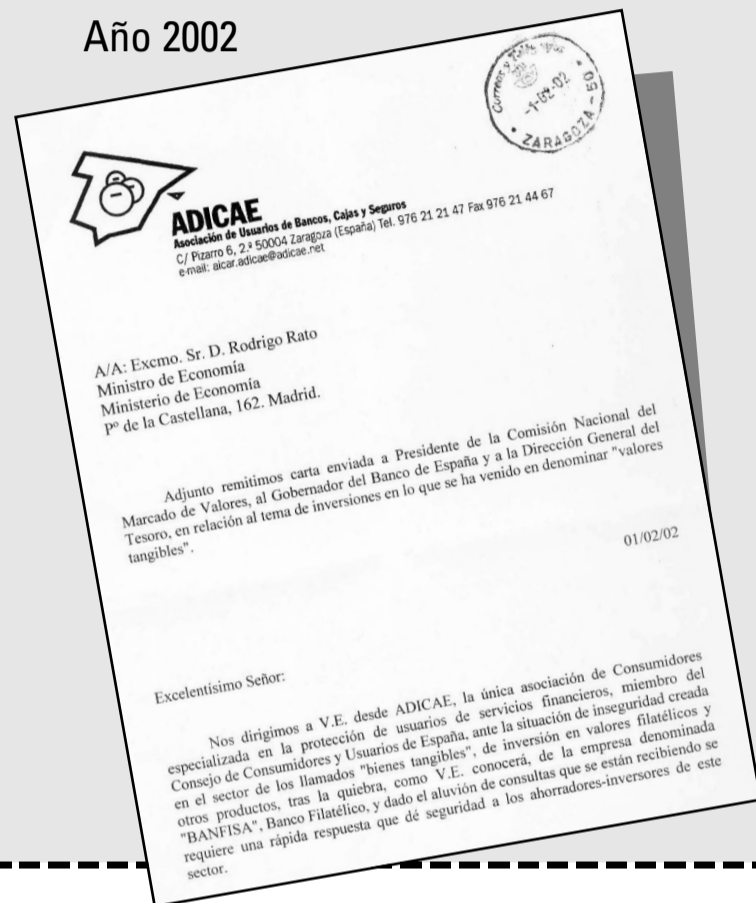 Año 2002
Correos y
-1-02-02
ZARAGOZA - SO
ADICAE
Asociación de Usuarios de Bancos, Cajas y Seguros
C/ Pizarro 6, 2.º 50004 Zaragoza (España) Tel. 976 21 21 47 Fax 976 21 44 67
e-mail: aicar.adicae@adicae.net
A/A: Excmo. Sr. D. Rodrigo Rato
Ministro de Economía
Ministerio de Economía
Pº de la Castellana, 162. Madrid.
Adjunto remitimos carta enviada a Presidente de la Comisión Nacional del
Marcado de Valores, al Gobernador del Banco de España y a la Dirección General del
Tesoro, en relación al tema de inversiones en lo que se ha venido en denominar "valores
tangibles".
01/02/02
Excelentísimo Señor:
Nos dirigimos a V.E. desde ADICAE, la única asociación de Consumidores
especializada en la protección de usuarios de servicios financieros, miembro del
Consejo de Consumidores y Usuarios de España, ante la situación de inseguridad creada
en el sector de los llamados "bienes tangibles", de inversión en valores filatélicos y
otros productos, tras la quiebra, como V.E. conocerá, de la empresa denominada
"BANFISA", Banco Filatélico, y dado el aluvión de consultas que se están recibiendo se
requiere una rápida respuesta que dé seguridad a los ahorradores-inversores de este
sector.